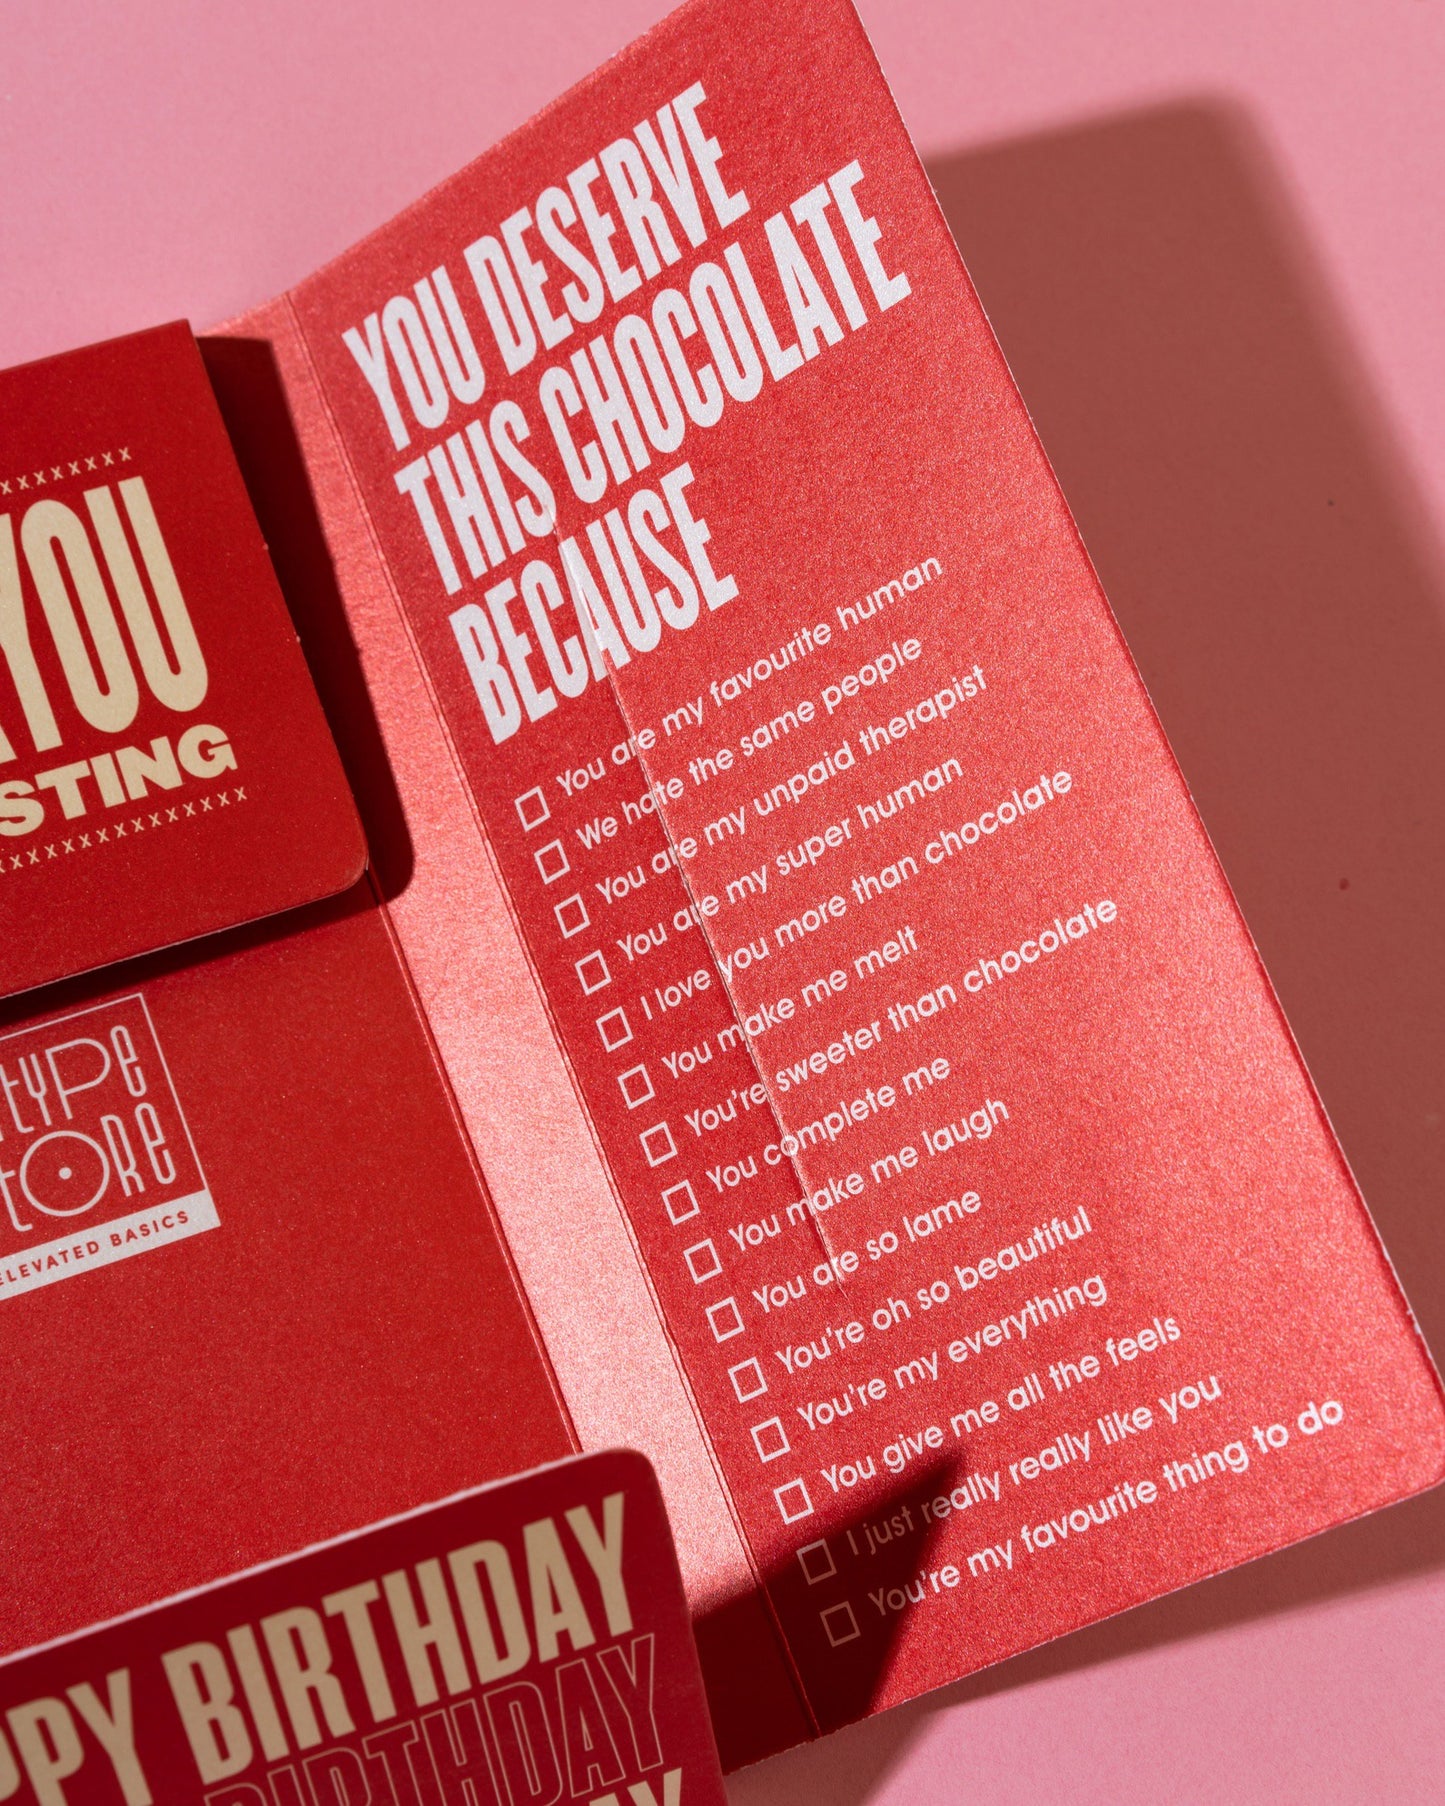 YOU DESERVE
THIS CHOCOLATE
BECAUSE
You are my favourite human
We hate the same people
You are my unpaid therapist
You are my super human
I love you more than chocolate
You make me melt
You're sweeter than chocolate
You complete me
You make me laugh
You are so lame
You're oh so beautiful
You're my everything
You give me all the feels
I just really really like you
You're my favourite thing to do
xxxxxxxxxx
YOU
STING
xxxxxxxxxxxxxxxx
type
tore
ELEVATED BASICS
PPY BIRTHDAY
BIRTHDAY